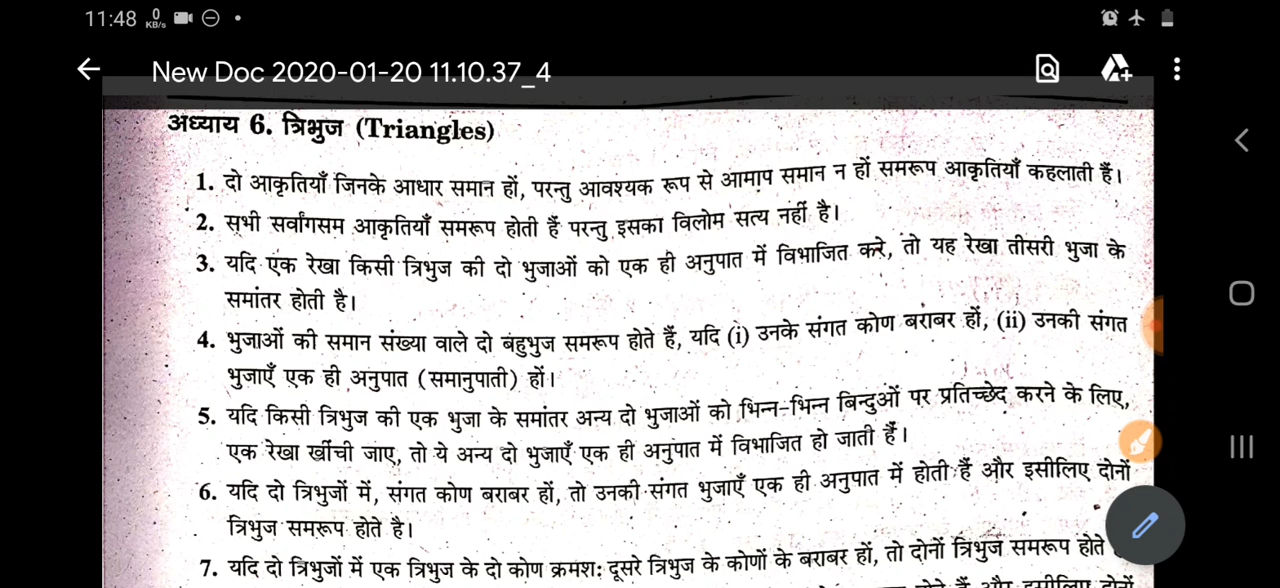 11:48 0 KB/s
New Doc 2020-01-20 11.10.37_4
अध्याय 6. त्रिभुज (Triangles)
1. दो आकृतियाँ जिनके आधार समान हों, परन्तु आवश्यक रूप से आमाप समान न हों समरूप आकृतियाँ कहलाती हैं।
2. सभी सर्वांगसम आकृतियाँ समरूप होती हैं परन्तु इसका विलोम सत्य नहीं है।
3. यदि एक रेखा किसी त्रिभुज की दो भुजाओं को एक ही अनुपात में विभाजित करे, तो यह रेखा तीसरी भुजा के
समांतर होती है।
4. भुजाओं की समान संख्या वाले दो बहुभुज समरूप होते हैं, यदि (i) उनके संगत कोण बराबर हों, (ii) उनकी संगत
भुजाएँ एक ही अनुपात (समानुपाती) हों।
5. यदि किसी त्रिभुज की एक भुजा के समांतर अन्य दो भुजाओं को भिन्न-भिन्न बिन्दुओं पर प्रतिच्छेद करने के लिए,
एक रेखा खींची जाए, तो ये अन्य दो भुजाएँ एक ही अनुपात में विभाजित हो जाती हैं।
6. यदि दो त्रिभुजों में, संगत कोण बराबर हों, तो उनकी संगत भुजाएँ एक ही अनुपात में होती हैं और इसीलिए दोनों
त्रिभुज समरूप होते है।
7. यदि दो त्रिभुजों में एक त्रिभुज के दो कोण क्रमशः दूसरे त्रिभुज के कोणों के बराबर हों, तो दोनों त्रिभुज समरूप होते